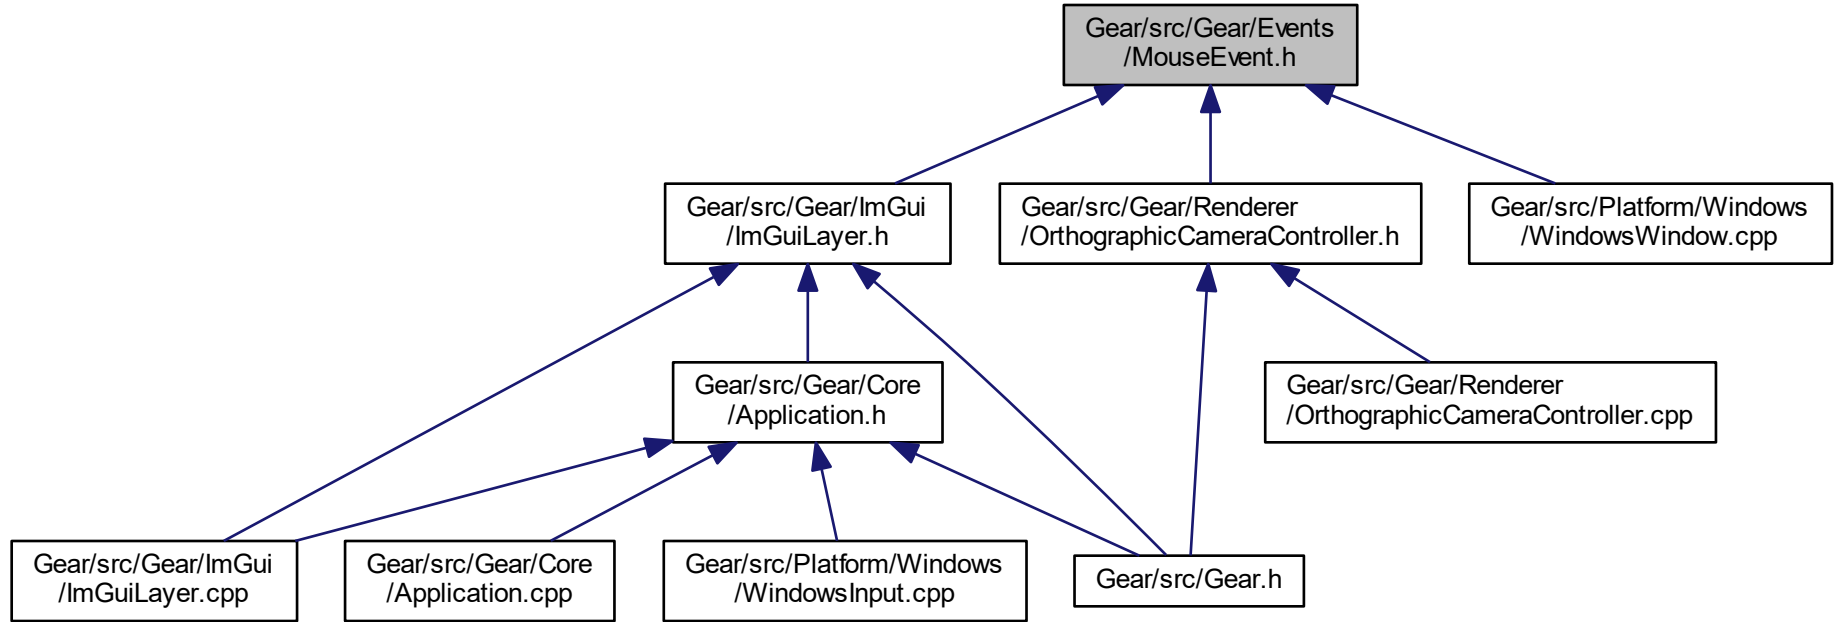 Gear/src/Gear/Events
/MouseEvent.h
Gear/src/Gear/ImGui
/ImGuiLayer.h
Gear/src/Gear/Renderer
/OrthographicCameraController.h
Gear/src/Platform/Windows
/WindowsWindow.cpp
Gear/src/Gear/Core
/Application.h
Gear/src/Gear/Renderer
/OrthographicCameraController.cpp
Gear/src/Gear/ImGui
/ImGuiLayer.cpp
Gear/src/Gear/Core
/Application.cpp
Gear/src/Platform/Windows
/WindowsInput.cpp
Gear/src/Gear.h